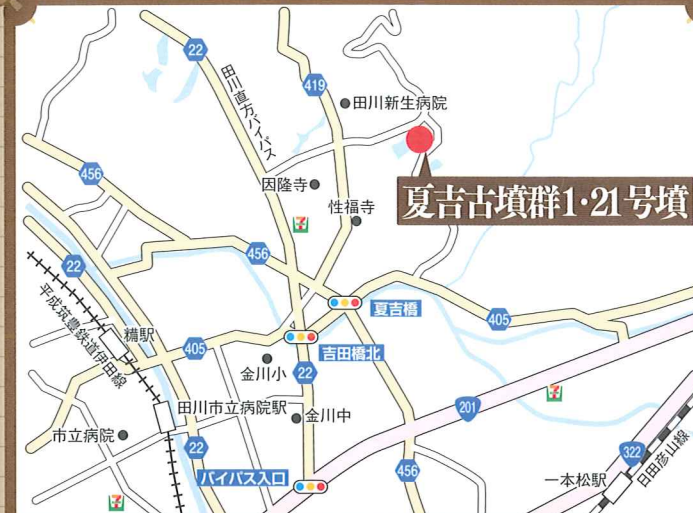 22
419
田川直方バイパス
田川新生病院
456
因隆寺
夏吉古墳群1・21号墳
性福寺
7
456
22
夏吉橋
405
平成筑豊鉄道伊田線
糒駅
405
吉田橋北
金川小
22
7
201
田川市立病院駅
金川中
市立病院
22
322
バイパス入口
456
一本松駅
日田彦山線
7